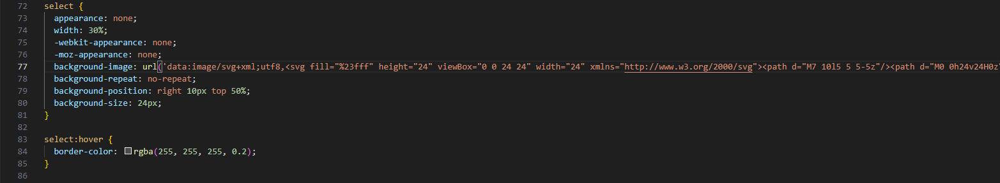 72 select {
73 appearance: none;
74 width: 30%;
75 -webkit-appearance: none;
76 -moz-appearance: none;
77 background-image: url('data:image/svg+xml;utf8,<svg fill="%23fff" height="24" viewBox="0 0 24 24" width="24" xmlns="http://www.w3.org/2000/svg"><path d="M7 10l5 5 5-5z"/><path d="M0 0h24v24H0z"
78 background-repeat: no-repeat;
79 background-position: right 10px top 50%;
80 background-size: 24px;
81 }
82
83 select:hover {
84 border-color: rgba(255, 255, 255, 0.2);
85 }
86